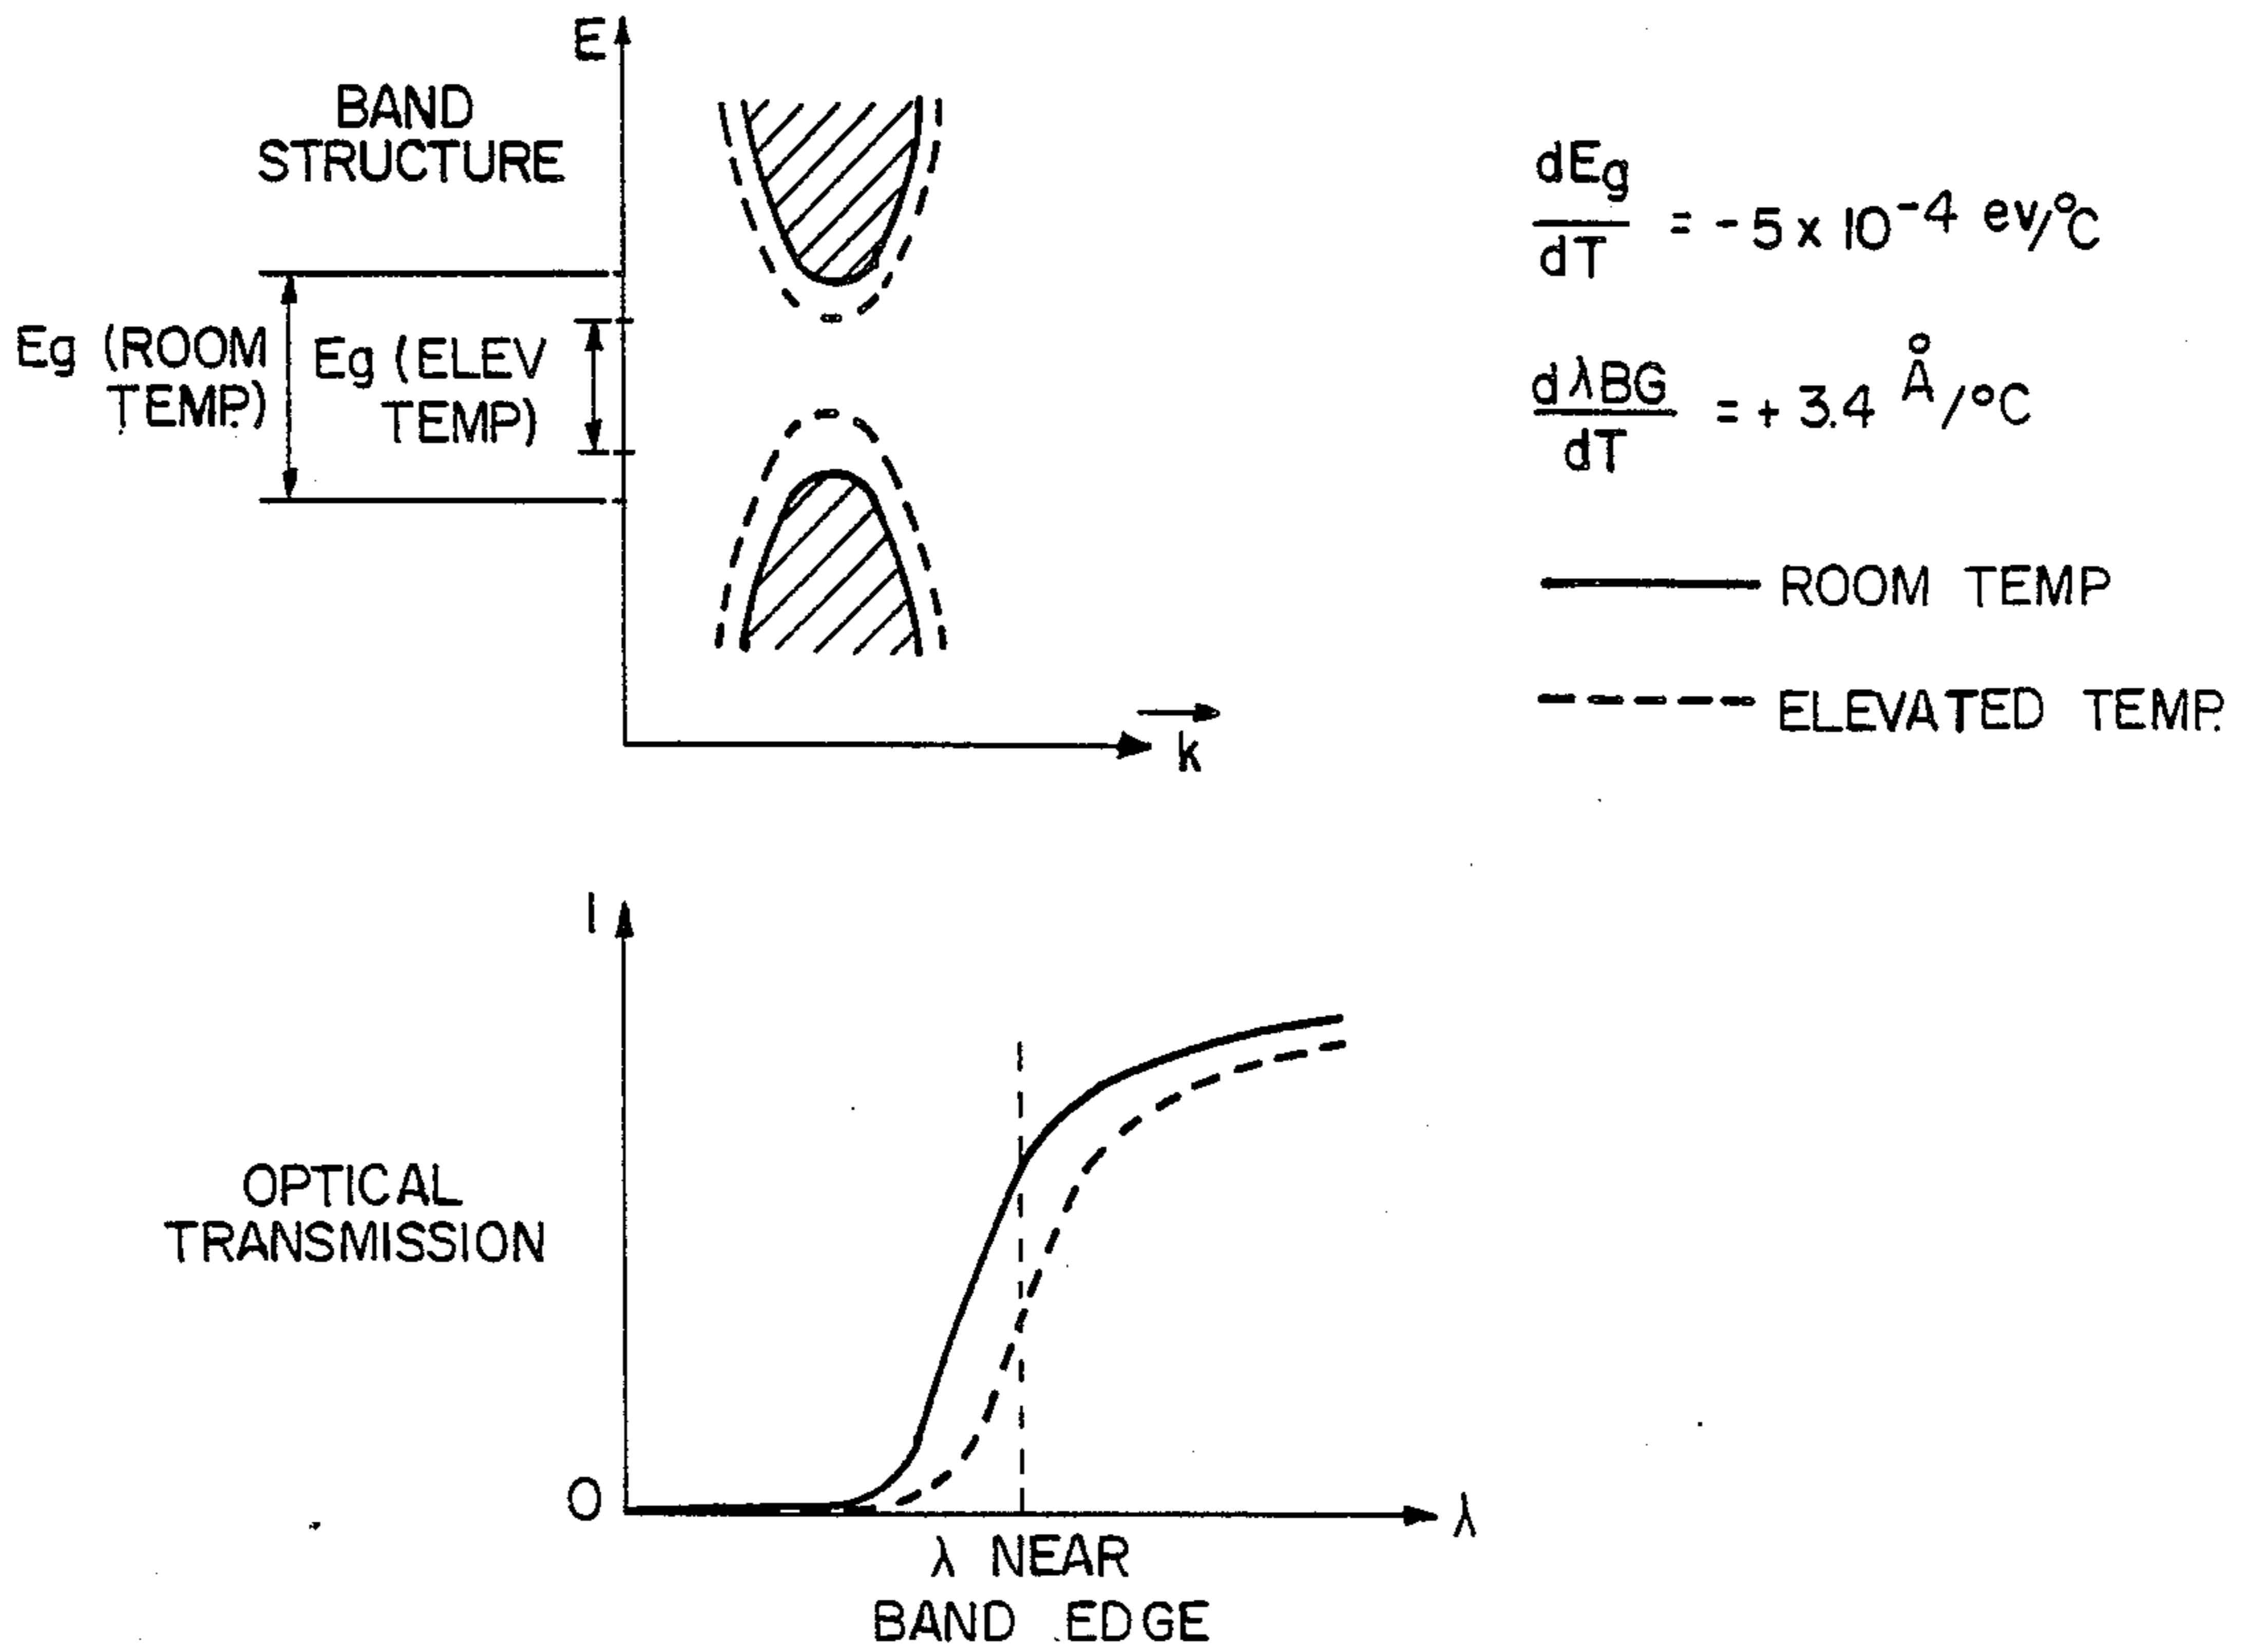 E
BAND
STRUCTURE
Eg (ROOM
TEMP.)
Eg (ELEV
TEMP)
k
dEg
dT
= -5 x 10-4 ev/°C
dλBG
dT
= + 3.4 Å/°C
ROOM TEMP
ELEVATED TEMP.
I
OPTICAL
TRANSMISSION
O
λ
λ NEAR
BAND EDGE